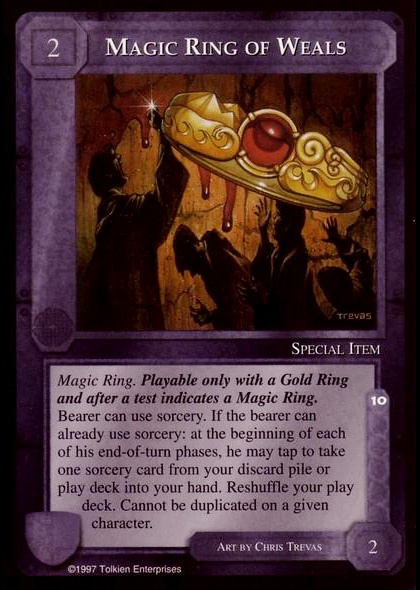 2
MAGIC RING OF WEALS
TREVAS
SPECIAL ITEM
Magic Ring. Playable only with a Gold Ring
and after a test indicates a Magic Ring.
Bearer can use sorcery. If the bearer can
already use sorcery: at the beginning of each
of his end-of-turn phases, he may tap to take
one sorcery card from your discard pile or
play deck into your hand. Reshuffle your play
deck. Cannot be duplicated on a given
character.
10
ART BY CHRIS TREVAS
2
©1997 Tolkien Enterprises